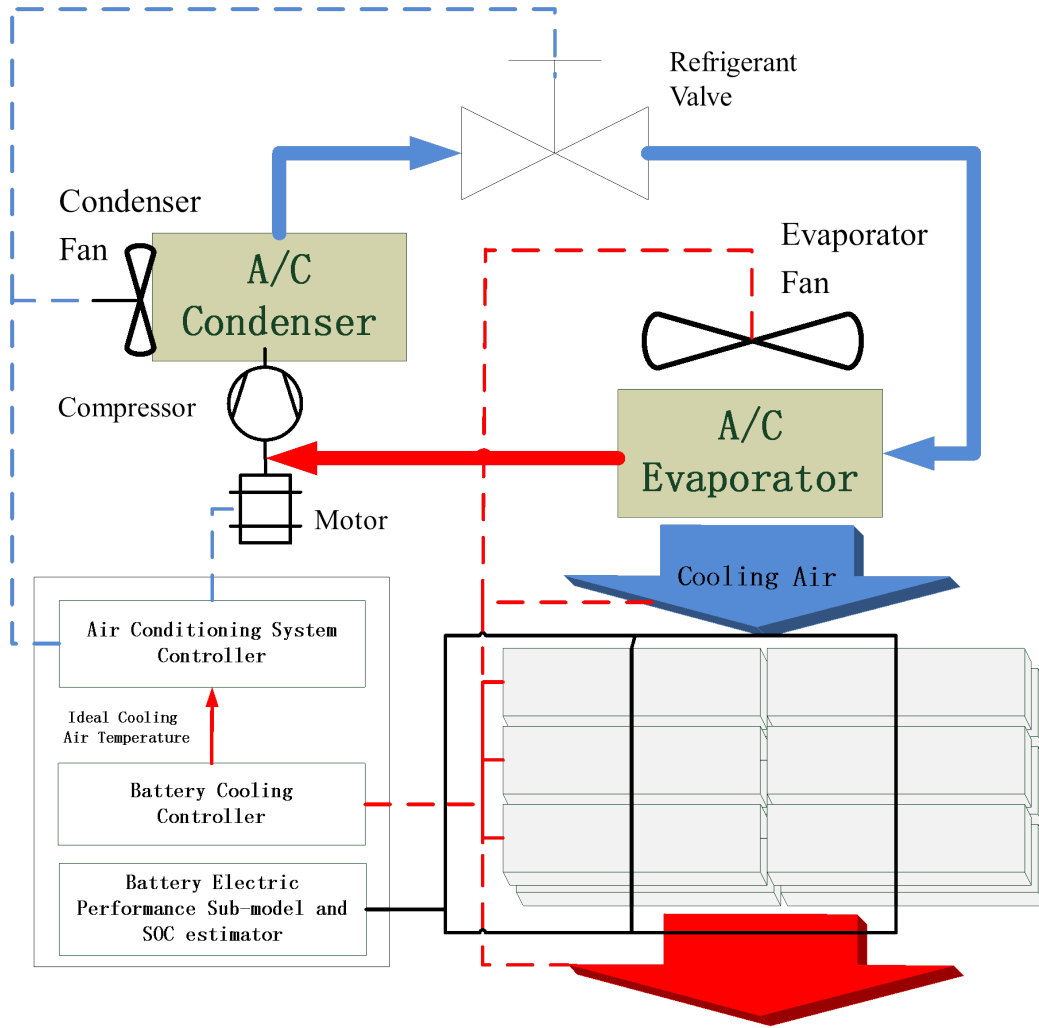 Refrigerant
Valve
Condenser
Fan
A/C
Condenser
Evaporator
Fan
Compressor
A/C
Evaporator
Motor
Cooling Air
Air Conditioning System
Controller
Ideal Cooling
Air Temperature
Battery Cooling
Controller
Battery Electric
Performance Sub-model and
SOC estimator